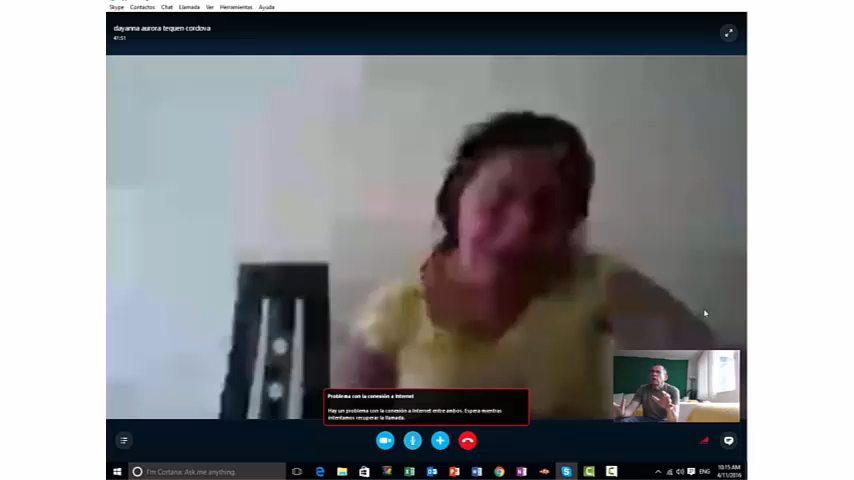 Skype Contactos Chat Llamada Ver Herramientas Ayuda
dayanna aurora tequen cordova
41:51
Problema con la conexión a Internet
Hay un problema con la conexión a Internet entre ambos. Espera mientras
intentamos recuperar la llamada.
I'm Cortana. Ask me anything.
ENG
10:15 AM
4/11/2016